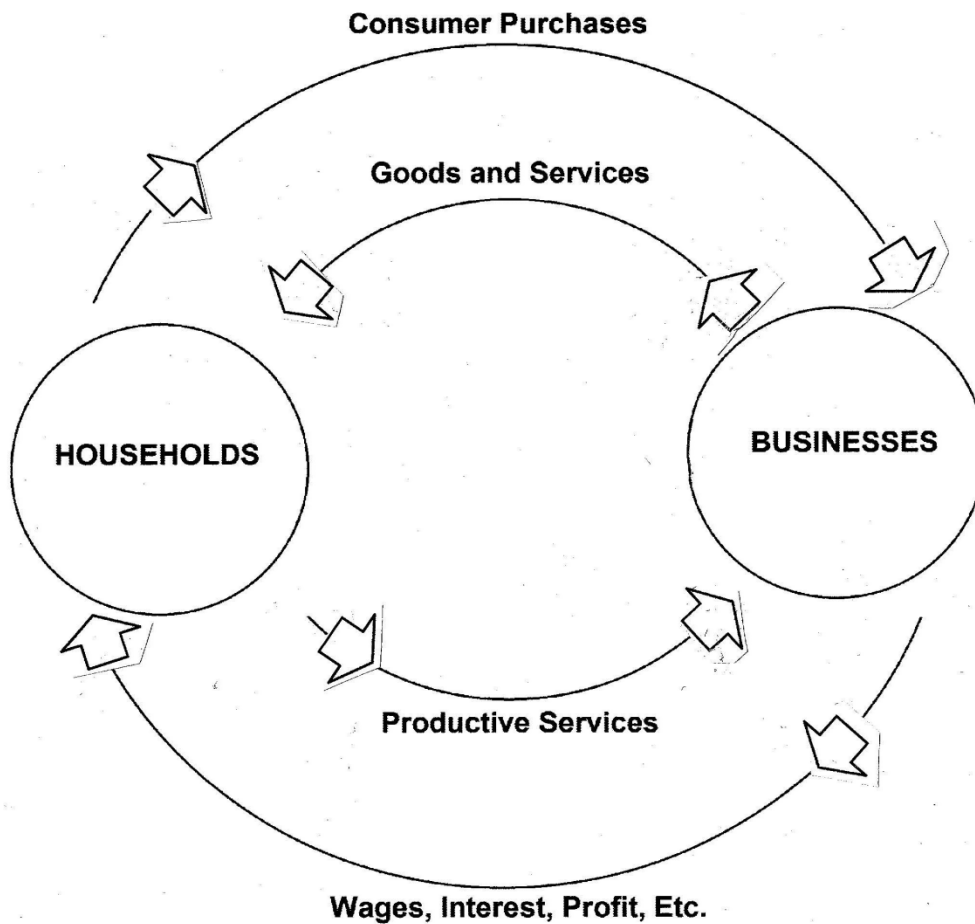 Consumer Purchases
Goods and Services
HOUSEHOLDS
BUSINESSES
Productive Services
Wages, Interest, Profit, Etc.